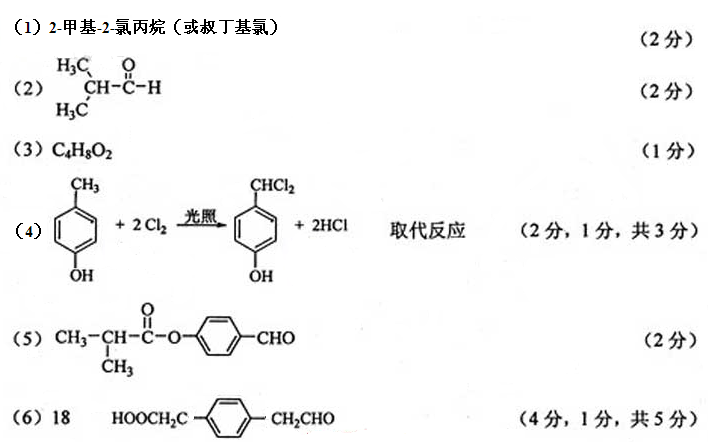 (1) 2-甲基-2-氯丙烷（或叔丁基氯）
（2分）
(2) H₃C H₃C CH-C-H O （2分）
(3) C₄H₈O₂ （1分）
(4) CH₃ OH + 2 Cl₂ 光照 CHCl₂ OH + 2HCl 取代反应 （2分，1分，共3分）
(5) CH₃-CH-C-O CH₃ O CHO （2分）
(6) 18 HOOCH₂C CH₂CHO （4分，1分，共5分）